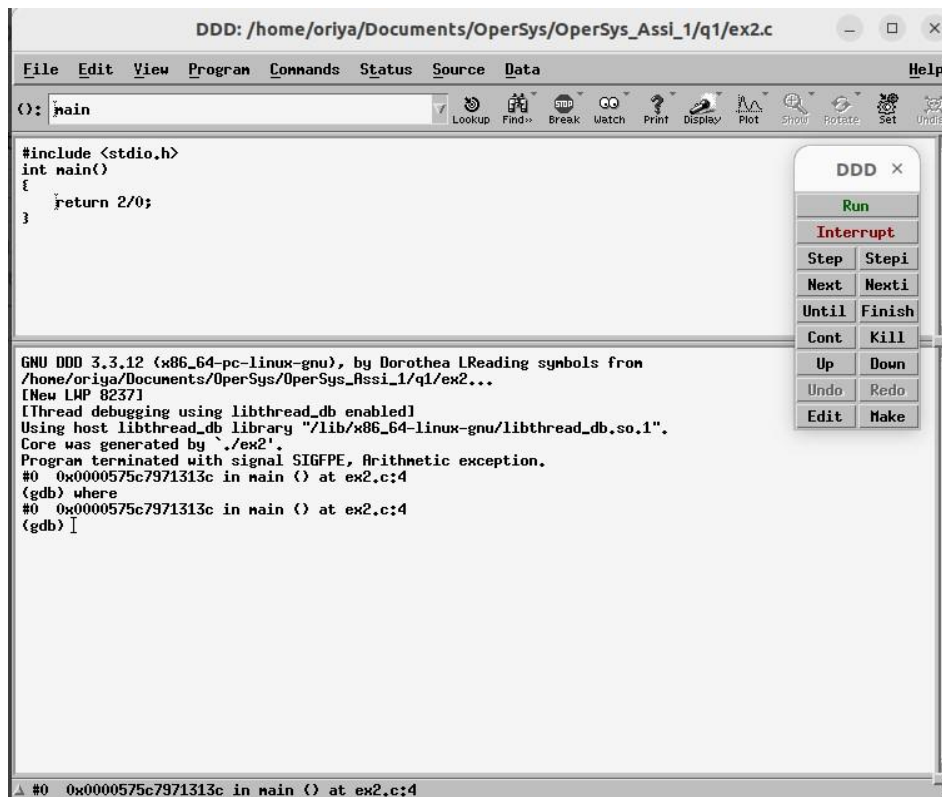 DDD: /home/oriya/Documents/OperSys/OperSys_Assi_1/q1/ex2.c
File Edit View Program Commands Status Source Data Help
(): main
Lookup Find» Break Watch Print Display Plot Show Rotate Set Undis
#include <stdio.h>
int main()
{
    return 2/0;
}
DDD ×
Run
Interrupt
Step Stepi
Next Nexti
Until Finish
Cont Kill
Up Down
Undo Redo
Edit Make
GNU DDD 3.3.12 (x86_64-pc-linux-gnu), by Dorothea LReading symbols from
/home/oriya/Documents/OperSys/OperSys_Assi_1/q1/ex2...
[New LWP 8237]
[Thread debugging using libthread_db enabled]
Using host libthread_db library "/lib/x86_64-linux-gnu/libthread_db.so.1".
Core was generated by `./ex2'.
Program terminated with signal SIGFPE, Arithmetic exception.
#0  0x0000575c7971313c in main () at ex2.c:4
(gdb) where
#0  0x0000575c7971313c in main () at ex2.c:4
(gdb)
#0  0x0000575c7971313c in main () at ex2.c:4